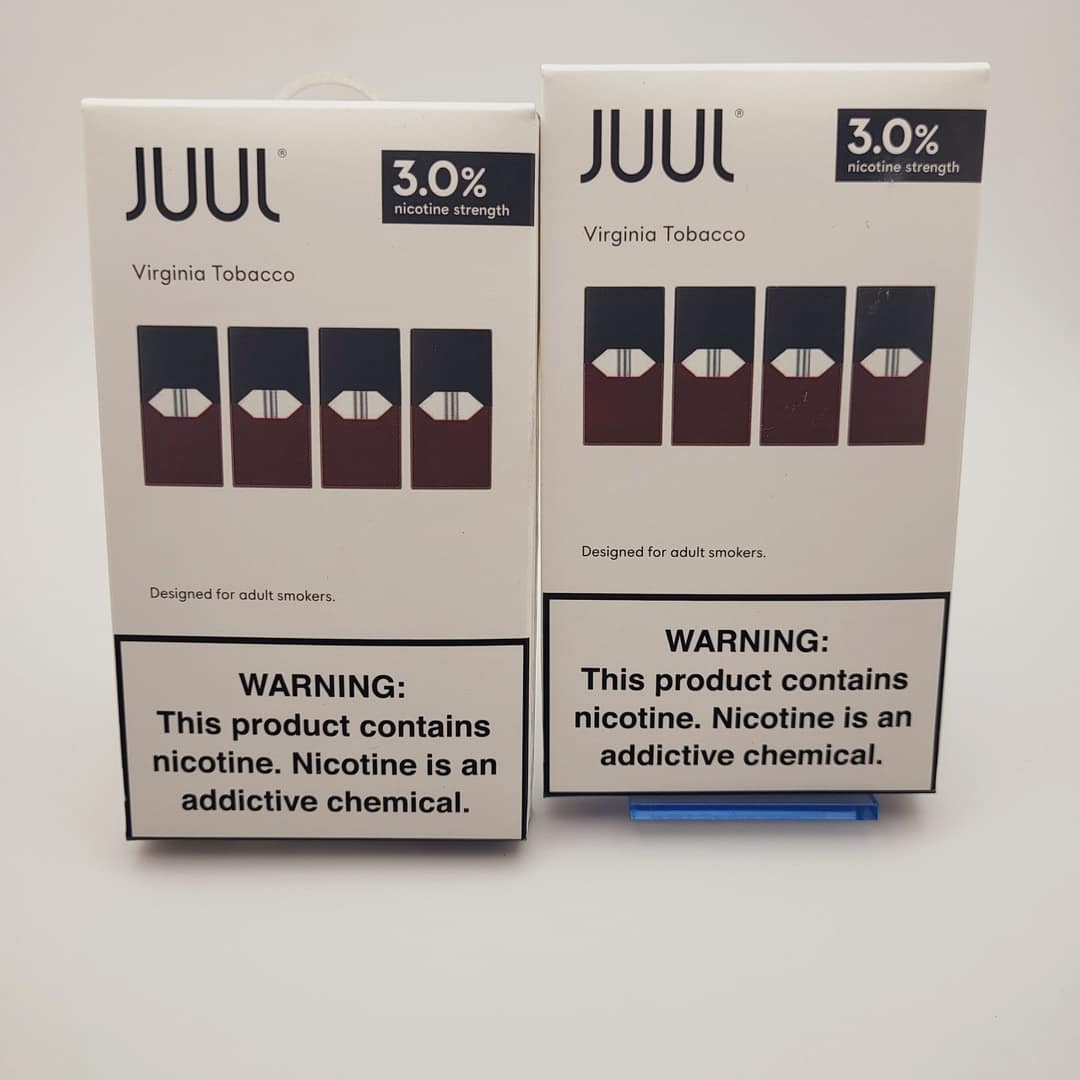 JUUL®
3.0%
nicotine strength
Virginia Tobacco
Designed for adult smokers.
WARNING:
This product contains
nicotine. Nicotine is an
addictive chemical.
JUUL®
3.0%
nicotine strength
Virginia Tobacco
Designed for adult smokers.
WARNING:
This product contains
nicotine. Nicotine is an
addictive chemical.